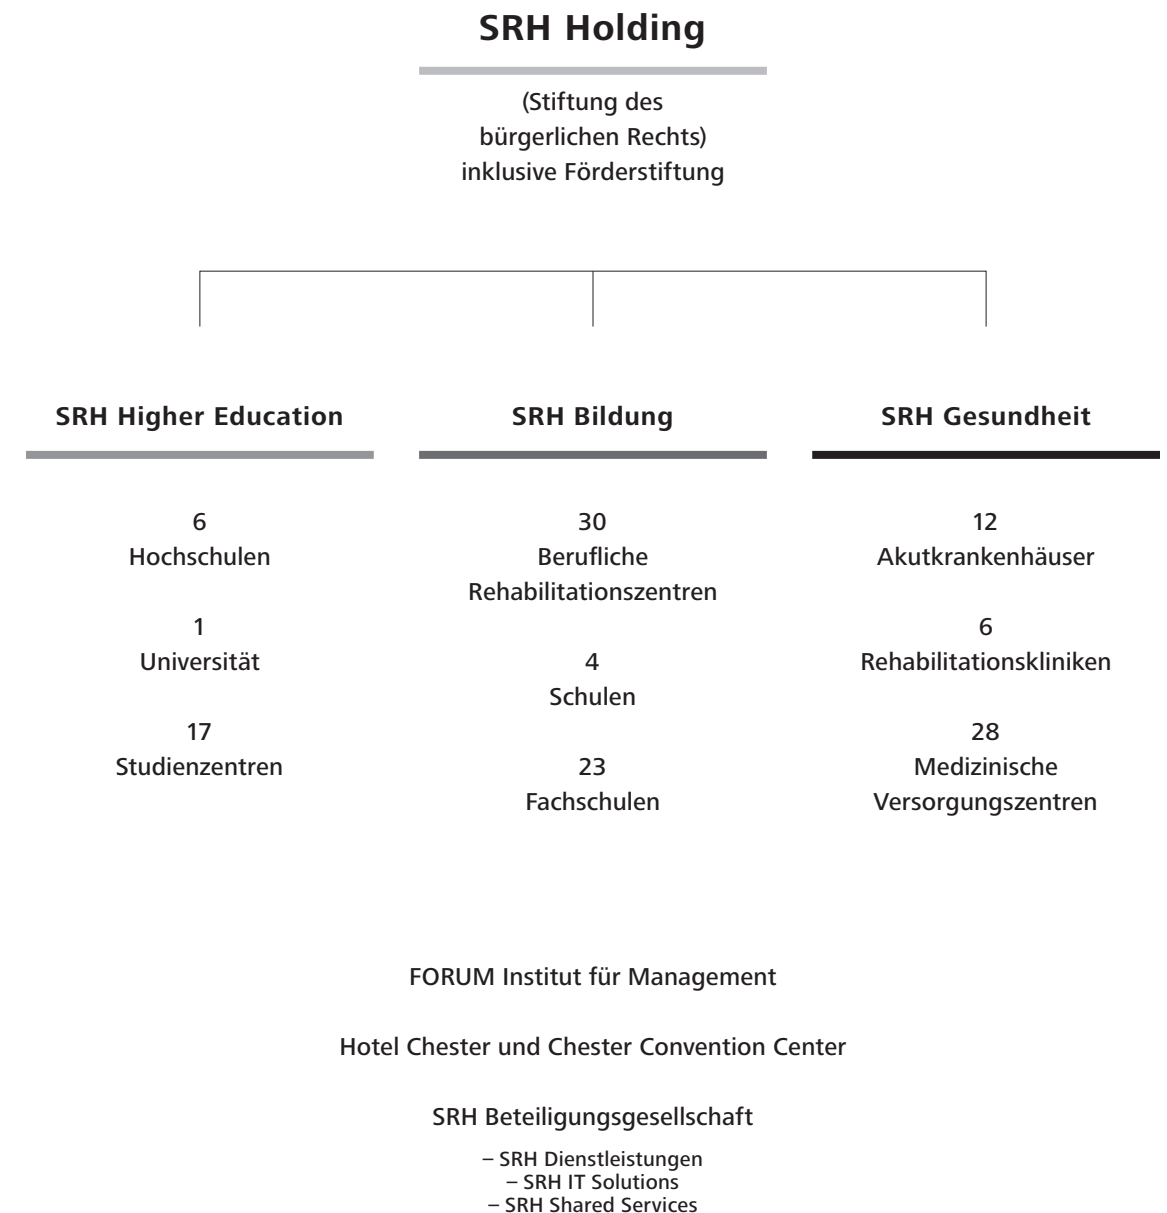 SRH Holding
(Stiftung des
bürgerlichen Rechts)
inklusive Förderstiftung
SRH Higher Education
6
Hochschulen
1
Universität
17
Studienzentren
SRH Bildung
30
Berufliche
Rehabilitationszentren
4
Schulen
23
Fachschulen
SRH Gesundheit
12
Akutkrankenhäuser
6
Rehabilitationskliniken
28
Medizinische
Versorgungszentren
FORUM Institut für Management
Hotel Chester und Chester Convention Center
SRH Beteiligungsgesellschaft
– SRH Dienstleistungen
– SRH IT Solutions
– SRH Shared Services